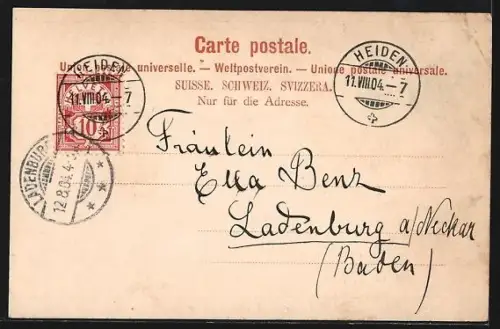 Carte postale.
Union postale universelle. – Weltpostverein. – Unione postale universale.
SUISSE. SCHWEIZ. SVIZZERA.
Nur für die Adresse.
HEIDEN
11.VIII.04.–7
HEIDEN
11.VIII.04.–7
HELVETIA
10
LADENBURG
12.8.04.
Fräulein
Ella Benz
Ladenburg a/Neckar
(Baden)